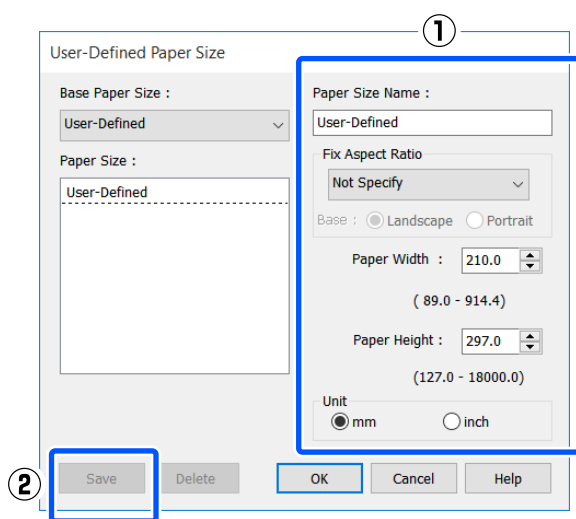 ①
User-Defined Paper Size
Base Paper Size :
User-Defined
Paper Size :
User-Defined
Paper Size Name :
User-Defined
Fix Aspect Ratio
Not Specify
Base : Landscape Portrait
Paper Width : 210.0
( 89.0 - 914.4)
Paper Height : 297.0
(127.0 - 18000.0)
Unit
mm inch
②
Save Delete OK Cancel Help